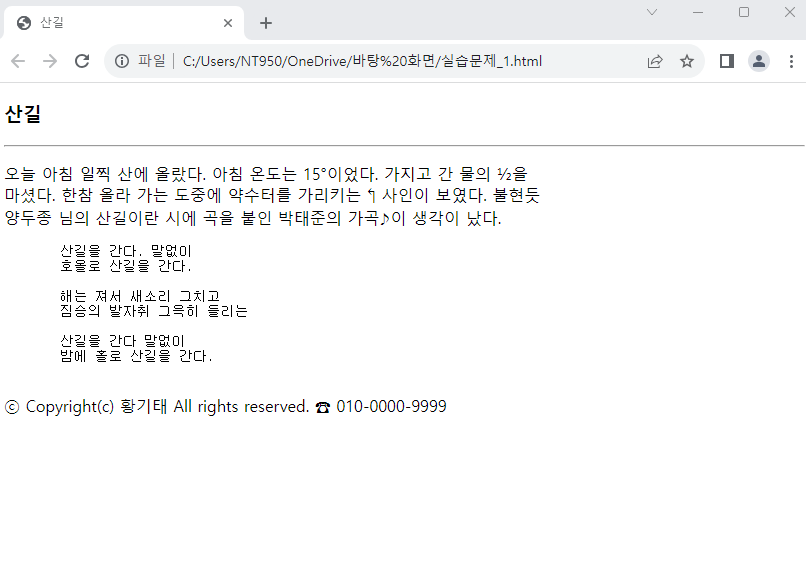 산길
파일 C:/Users/NT950/OneDrive/바탕%20화면/실습문제_1.html
산길
오늘 아침 일찍 산에 올랐다. 아침 온도는 15°이었다. 가지고 간 물의 ½을
마셨다. 한참 올라 가는 도중에 약수터를 가리키는 ↰ 사인이 보였다. 불현듯
양두종 님의 산길이란 시에 곡을 붙인 박태준의 가곡♪이 생각이 났다.
산길을 간다. 말없이
호올로 산길을 간다.
해는 져서 새소리 그치고
짐승의 발자취 그윽히 들리는
산길을 간다 말없이
밤에 홀로 산길을 간다.
ⓒ Copyright(c) 황기태 All rights reserved. ☎ 010-0000-9999